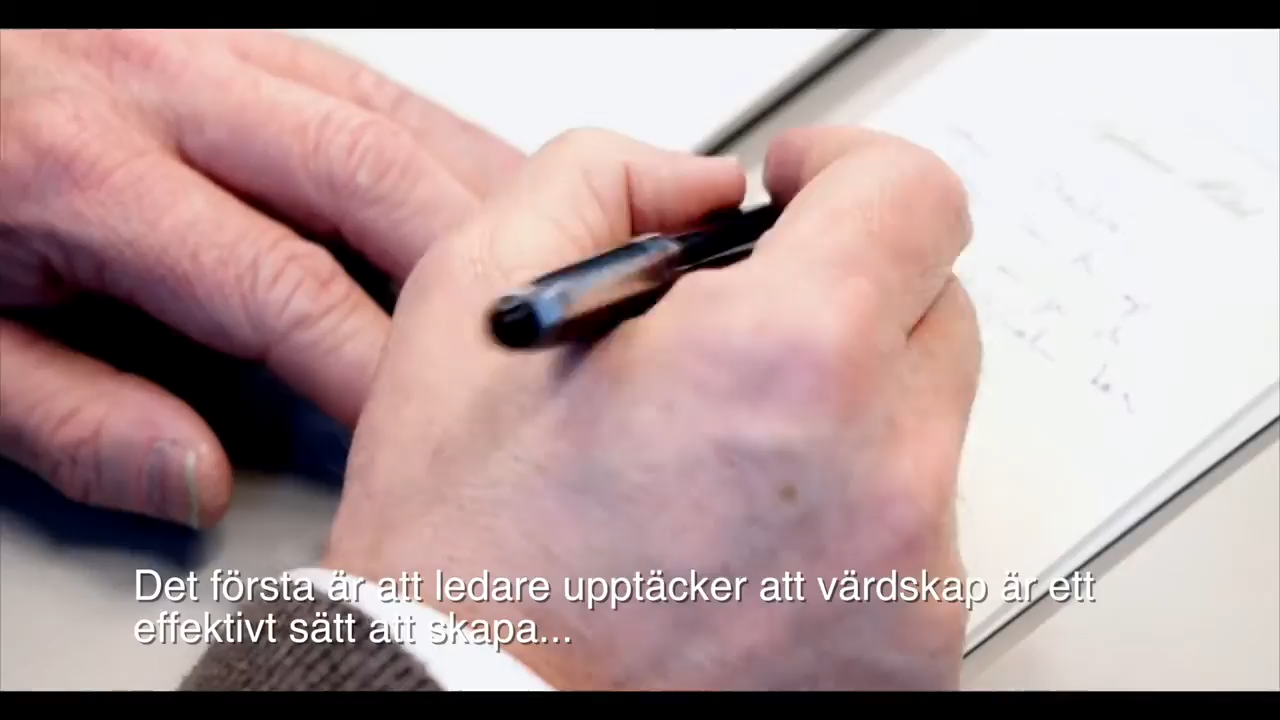 Det första är att ledare upptäcker att värdskap är ett
effektivt sätt att skapa...